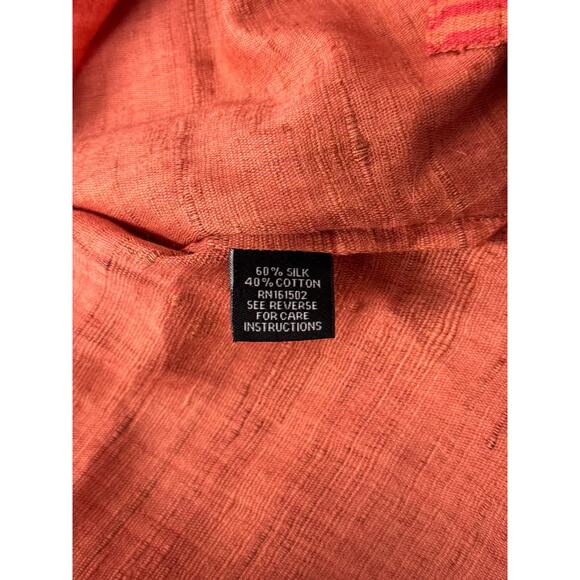 60% SILK
40% COTTON
RN161502
SEE REVERSE
FOR CARE
INSTRUCTIONS